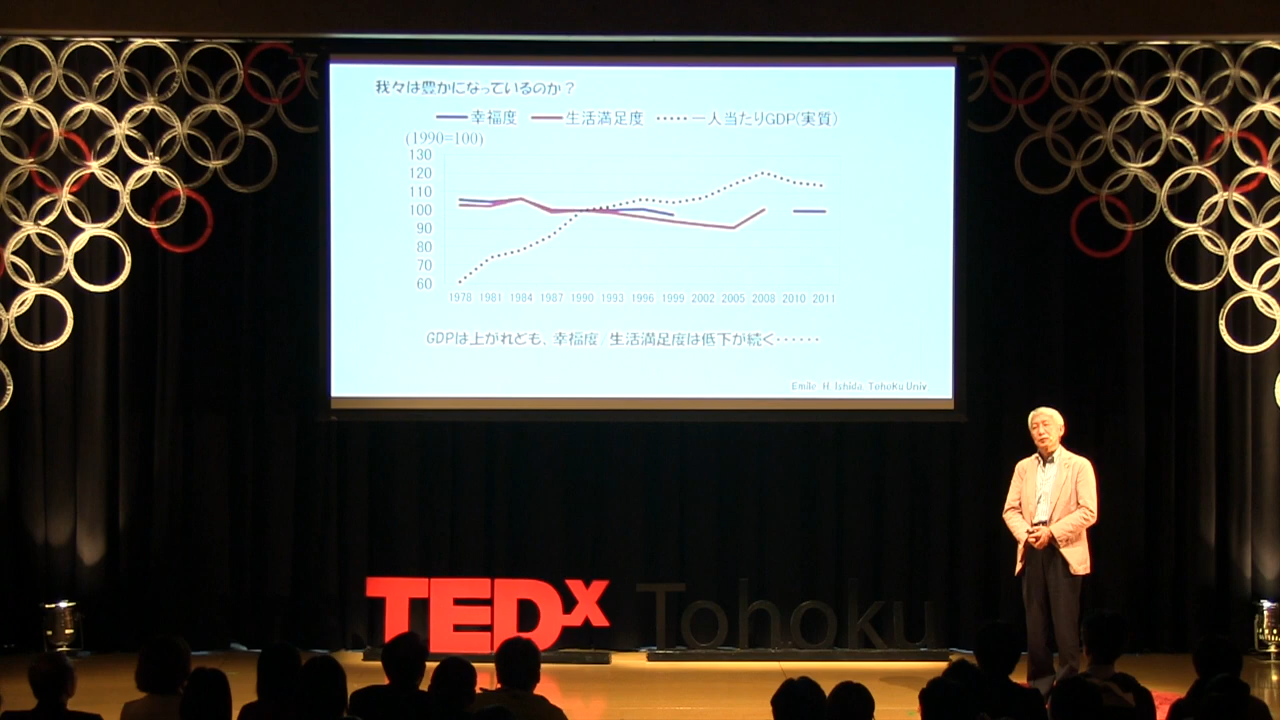 我々は豊かになっているのか？
幸福度 生活満足度 一人当たりGDP(実質)
(1990=100)
130
120
110
100
90
80
70
60
1978 1981 1984 1987 1990 1993 1996 1999 2002 2005 2008 2010 2011
GDPは上がれども、幸福度 生活満足度は低下が続く‥‥‥
Emile. H. Ishida. Tohoku Univ.
TEDx Tohoku